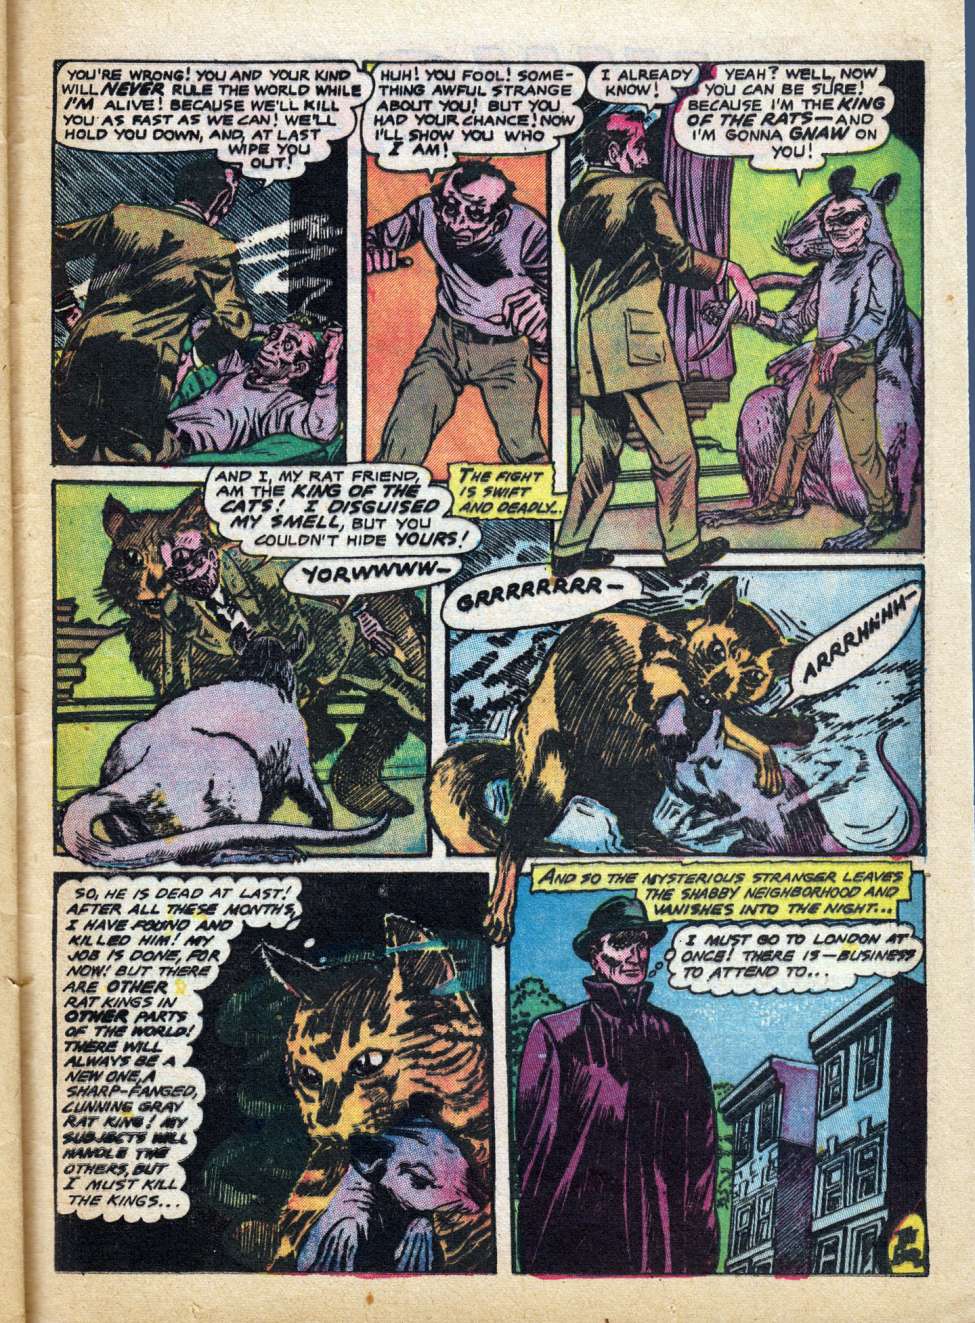 YOU'RE WRONG! YOU AND YOUR KIND
WILL NEVER RULE THE WORLD WHILE
I'M ALIVE! BECAUSE WE'LL KILL
YOU AS FAST AS WE CAN! WE'LL
HOLD YOU DOWN, AND, AT LAST
WIPE YOU
OUT!
HUH! YOU FOOL! SOME-
THING AWFUL STRANGE
ABOUT YOU! BUT YOU
HAD YOUR CHANCE! NOW
I'LL SHOW YOU WHO
I AM!
I ALREADY
KNOW!
YEAH? WELL, NOW
YOU CAN BE SURE!
BECAUSE I'M THE KING
OF THE RATS—AND
I'M GONNA GNAW ON
YOU!
AND I, MY RAT FRIEND,
AM THE KING OF THE
CATS! I DISGUISED
MY SMELL, BUT YOU
COULDN'T HIDE YOURS!
YORWWWW—
THE FIGHT
IS SWIFT
AND DEADLY..
GRRRRRRRR—
ARRRHHHH—
SO, HE IS DEAD AT LAST!
AFTER ALL THESE MONTHS,
I HAVE FOUND AND
KILLED HIM! MY
JOB IS DONE, FOR
NOW! BUT THERE
ARE OTHER
RAT KINGS IN
OTHER PARTS
OF THE WORLD!
THERE WILL
ALWAYS BE A
NEW ONE, A
SHARP-FANGED,
CUNNING GRAY
RAT KING! MY
SUBJECTS WILL
HANDLE THE
OTHERS, BUT
I MUST KILL
THE KINGS...
AND SO THE MYSTERIOUS STRANGER LEAVES
THE SHABBY NEIGHBORHOOD AND
VANISHES INTO THE NIGHT...
I MUST GO TO LONDON AT
ONCE! THERE IS—BUSINESS
TO ATTEND TO...